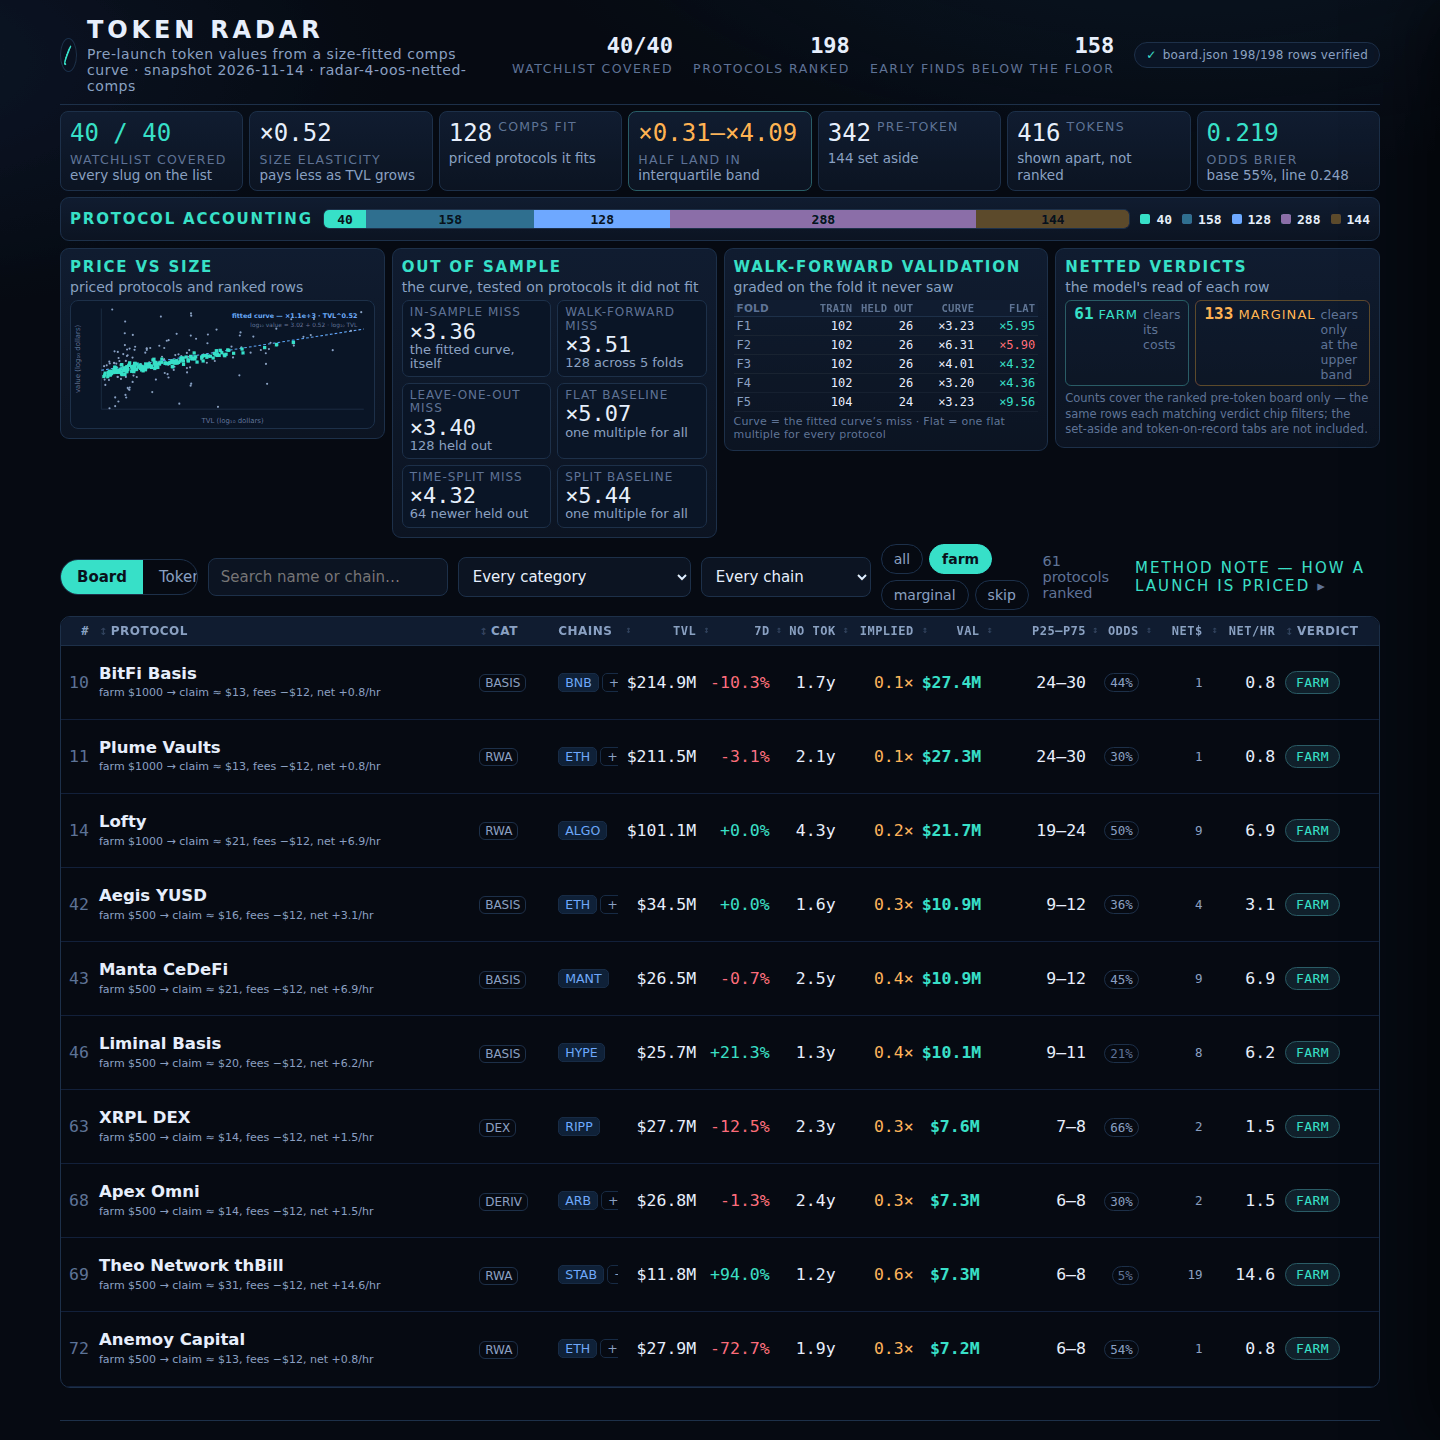 TOKEN RADAR
Pre-launch token values from a size-fitted comps
curve · snapshot 2026-11-14 · radar-4-oos-netted-
comps
40/40
WATCHLIST COVERED
198
PROTOCOLS RANKED
158
EARLY FINDS BELOW THE FLOOR
✓ board.json 198/198 rows verified
40 / 40
WATCHLIST COVERED
every slug on the list
×0.52
SIZE ELASTICITY
pays less as TVL grows
128 COMPS FIT
priced protocols it fits
×0.31–×4.09
HALF LAND IN
interquartile band
342 PRE-TOKEN
144 set aside
416 TOKENS
shown apart, not
ranked
0.219
ODDS BRIER
base 55%, line 0.248
PROTOCOL ACCOUNTING
40 158 128 288 144
40 158 128 288 144
PRICE VS SIZE
priced protocols and ranked rows
fitted curve — ×1.1e+3 · TVL^0.52
log₁₀ value = 3.02 + 0.52 · log₁₀ TVL
value (log₁₀ dollars)
TVL (log₁₀ dollars)
OUT OF SAMPLE
the curve, tested on protocols it did not fit
IN-SAMPLE MISS
×3.36
the fitted curve,
itself
WALK-FORWARD
MISS
×3.51
128 across 5 folds
LEAVE-ONE-OUT
MISS
×3.40
128 held out
FLAT BASELINE
×5.07
one multiple for all
TIME-SPLIT MISS
×4.32
64 newer held out
SPLIT BASELINE
×5.44
one multiple for all
WALK-FORWARD VALIDATION
graded on the fold it never saw
FOLD TRAIN HELD OUT CURVE FLAT
F1 102 26 ×3.23 ×5.95
F2 102 26 ×6.31 ×5.90
F3 102 26 ×4.01 ×4.32
F4 102 26 ×3.20 ×4.36
F5 104 24 ×3.23 ×9.56
Curve = the fitted curve's miss · Flat = one flat
multiple for every protocol
NETTED VERDICTS
the model's read of each row
61 FARM clears
its
costs
133 MARGINAL clears
only
at the
upper
band
Counts cover the ranked pre-token board only — the
same rows each matching verdict chip filters; the
set-aside and token-on-record tabs are not included.
Board
Token
Search name or chain…
Every category
Every chain
all
farm
marginal
skip
61
protocols
ranked
METHOD NOTE — HOW A
LAUNCH IS PRICED ▸
# ↕ PROTOCOL ↕ CAT CHAINS ↕ TVL ↕ 7D ↕ NO TOK ↕ IMPLIED ↕ VAL ↕ P25–P75 ↕ ODDS ↕ NET$ ↕ NET/HR ↕ VERDICT
10 BitFi Basis BASIS BNB + $214.9M -10.3% 1.7y 0.1× $27.4M 24–30 44% 1 0.8 FARM
farm $1000 → claim ≈ $13, fees −$12, net +0.8/hr
11 Plume Vaults RWA ETH + $211.5M -3.1% 2.1y 0.1× $27.3M 24–30 30% 1 0.8 FARM
farm $1000 → claim ≈ $13, fees −$12, net +0.8/hr
14 Lofty RWA ALGO $101.1M +0.0% 4.3y 0.2× $21.7M 19–24 50% 9 6.9 FARM
farm $1000 → claim ≈ $21, fees −$12, net +6.9/hr
42 Aegis YUSD BASIS ETH + $34.5M +0.0% 1.6y 0.3× $10.9M 9–12 36% 4 3.1 FARM
farm $500 → claim ≈ $16, fees −$12, net +3.1/hr
43 Manta CeDeFi BASIS MANT $26.5M -0.7% 2.5y 0.4× $10.9M 9–12 45% 9 6.9 FARM
farm $500 → claim ≈ $21, fees −$12, net +6.9/hr
46 Liminal Basis BASIS HYPE $25.7M +21.3% 1.3y 0.4× $10.1M 9–11 21% 8 6.2 FARM
farm $500 → claim ≈ $20, fees −$12, net +6.2/hr
63 XRPL DEX DEX RIPP $27.7M -12.5% 2.3y 0.3× $7.6M 7–8 66% 2 1.5 FARM
farm $500 → claim ≈ $14, fees −$12, net +1.5/hr
68 Apex Omni DERIV ARB + $26.8M -1.3% 2.4y 0.3× $7.3M 6–8 30% 2 1.5 FARM
farm $500 → claim ≈ $14, fees −$12, net +1.5/hr
69 Theo Network thBill RWA STAB $11.8M +94.0% 1.2y 0.6× $7.3M 6–8 5% 19 14.6 FARM
farm $500 → claim ≈ $31, fees −$12, net +14.6/hr
72 Anemoy Capital RWA ETH + $27.9M -72.7% 1.9y 0.3× $7.2M 6–8 54% 1 0.8 FARM
farm $500 → claim ≈ $13, fees −$12, net +0.8/hr